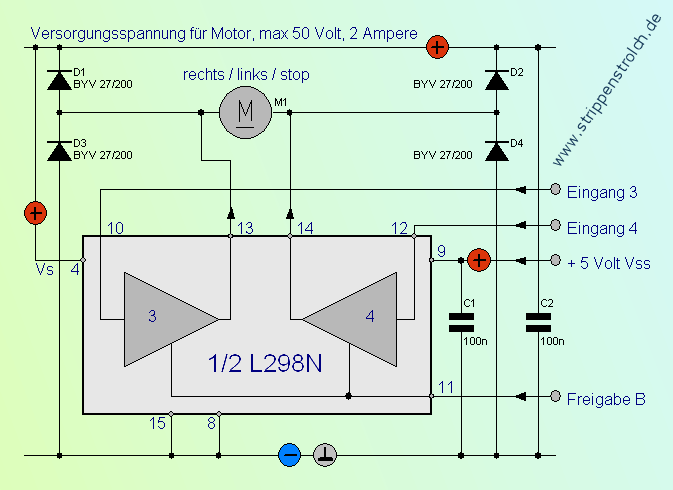 Versorgungsspannung für Motor, max 50 Volt, 2 Ampere
+
www.strippenstrolch.de
D1
BYV 27/200
rechts / links / stop
M
M1
D2
BYV 27/200
D3
BYV 27/200
D4
BYV 27/200
Eingang 3
+
10
13
14
12
Eingang 4
Vs
4
9
+
+ 5 Volt Vss
3
4
C1
100n
C2
100n
1/2 L298N
11
Freigabe B
15
8
−